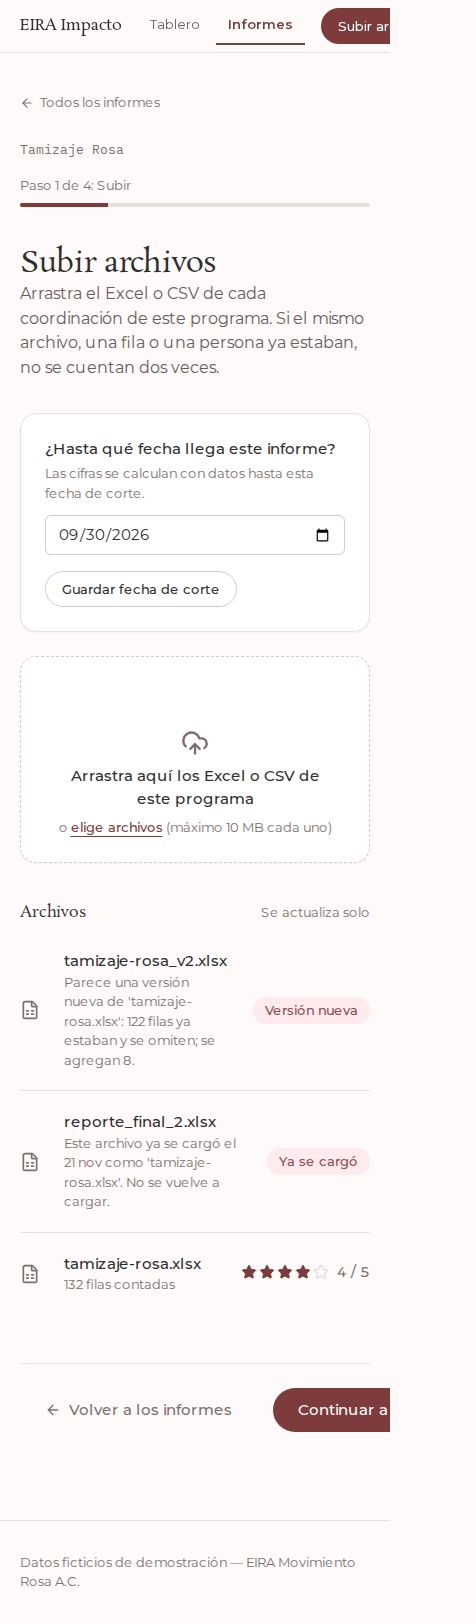 EIRA Impacto Tablero Informes Subir ar
← Todos los informes
Tamizaje Rosa
Paso 1 de 4: Subir
Subir archivos
Arrastra el Excel o CSV de cada
coordinación de este programa. Si el mismo
archivo, una fila o una persona ya estaban,
no se cuentan dos veces.
¿Hasta qué fecha llega este informe?
Las cifras se calculan con datos hasta esta
fecha de corte.
09/30/2026
Guardar fecha de corte
Arrastra aquí los Excel o CSV de
este programa
o elige archivos (máximo 10 MB cada uno)
Archivos Se actualiza solo
tamizaje-rosa_v2.xlsx
Parece una versión
nueva de 'tamizaje-
rosa.xlsx': 122 filas ya
estaban y se omiten; se
agregan 8.
Versión nueva
reporte_final_2.xlsx
Este archivo ya se cargó el
21 nov como 'tamizaje-
rosa.xlsx'. No se vuelve a
cargar.
Ya se cargó
tamizaje-rosa.xlsx
132 filas contadas
4 / 5
← Volver a los informes Continuar a
Datos ficticios de demostración — EIRA Movimiento
Rosa A.C.